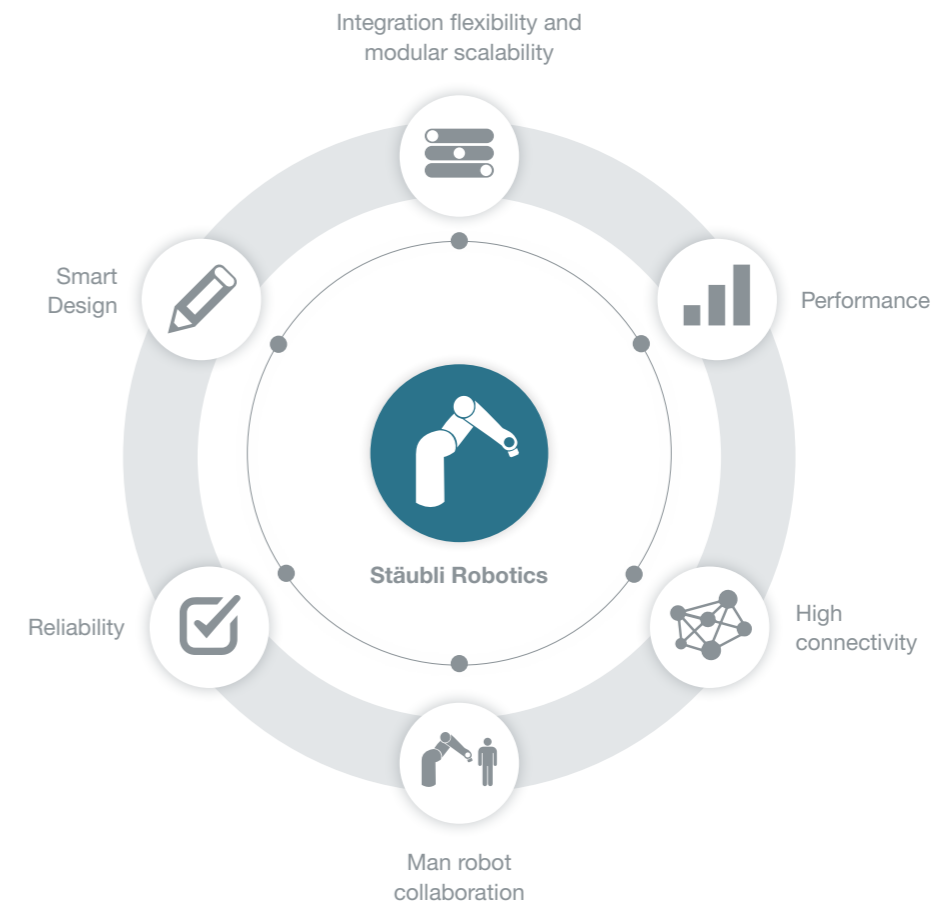 Integration flexibility and
modular scalability
Smart
Design
Performance
Stäubli Robotics
Reliability
High
connectivity
Man robot
collaboration